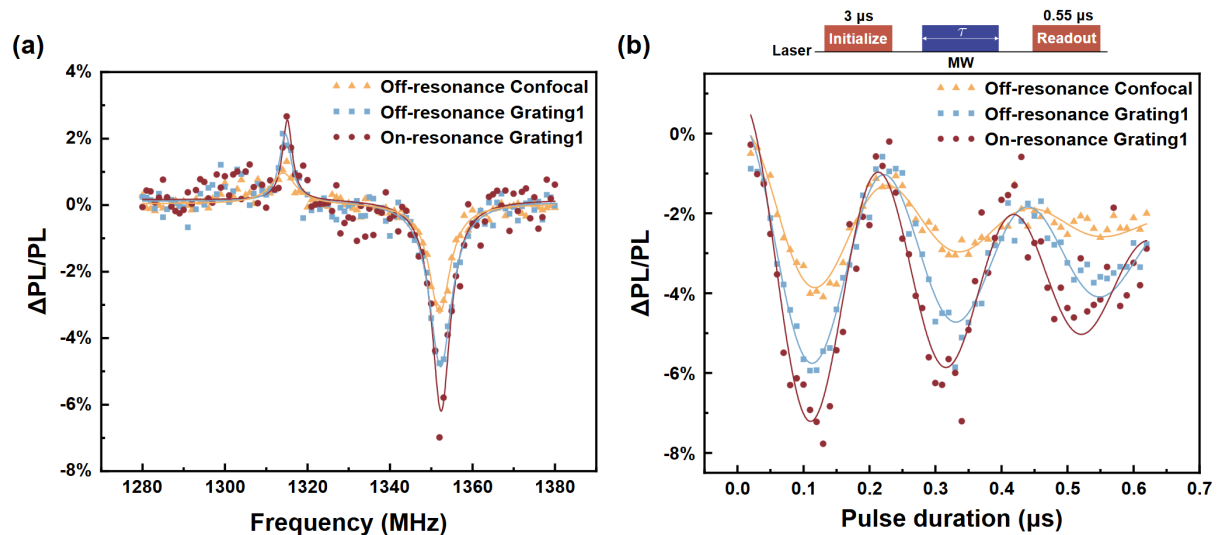 (a)
4%
2%
0%
-2%
-4%
-6%
-8%
ΔPL/PL
Off-resonance Confocal
Off-resonance Grating1
On-resonance Grating1
1280 1300 1320 1340 1360 1380
Frequency (MHz)
(b)
3 μs
0.55 μs
Laser
Initialize
τ
Readout
MW
0%
-2%
-4%
-6%
-8%
ΔPL/PL
Off-resonance Confocal
Off-resonance Grating1
On-resonance Grating1
0.0 0.1 0.2 0.3 0.4 0.5 0.6 0.7
Pulse duration (μs)